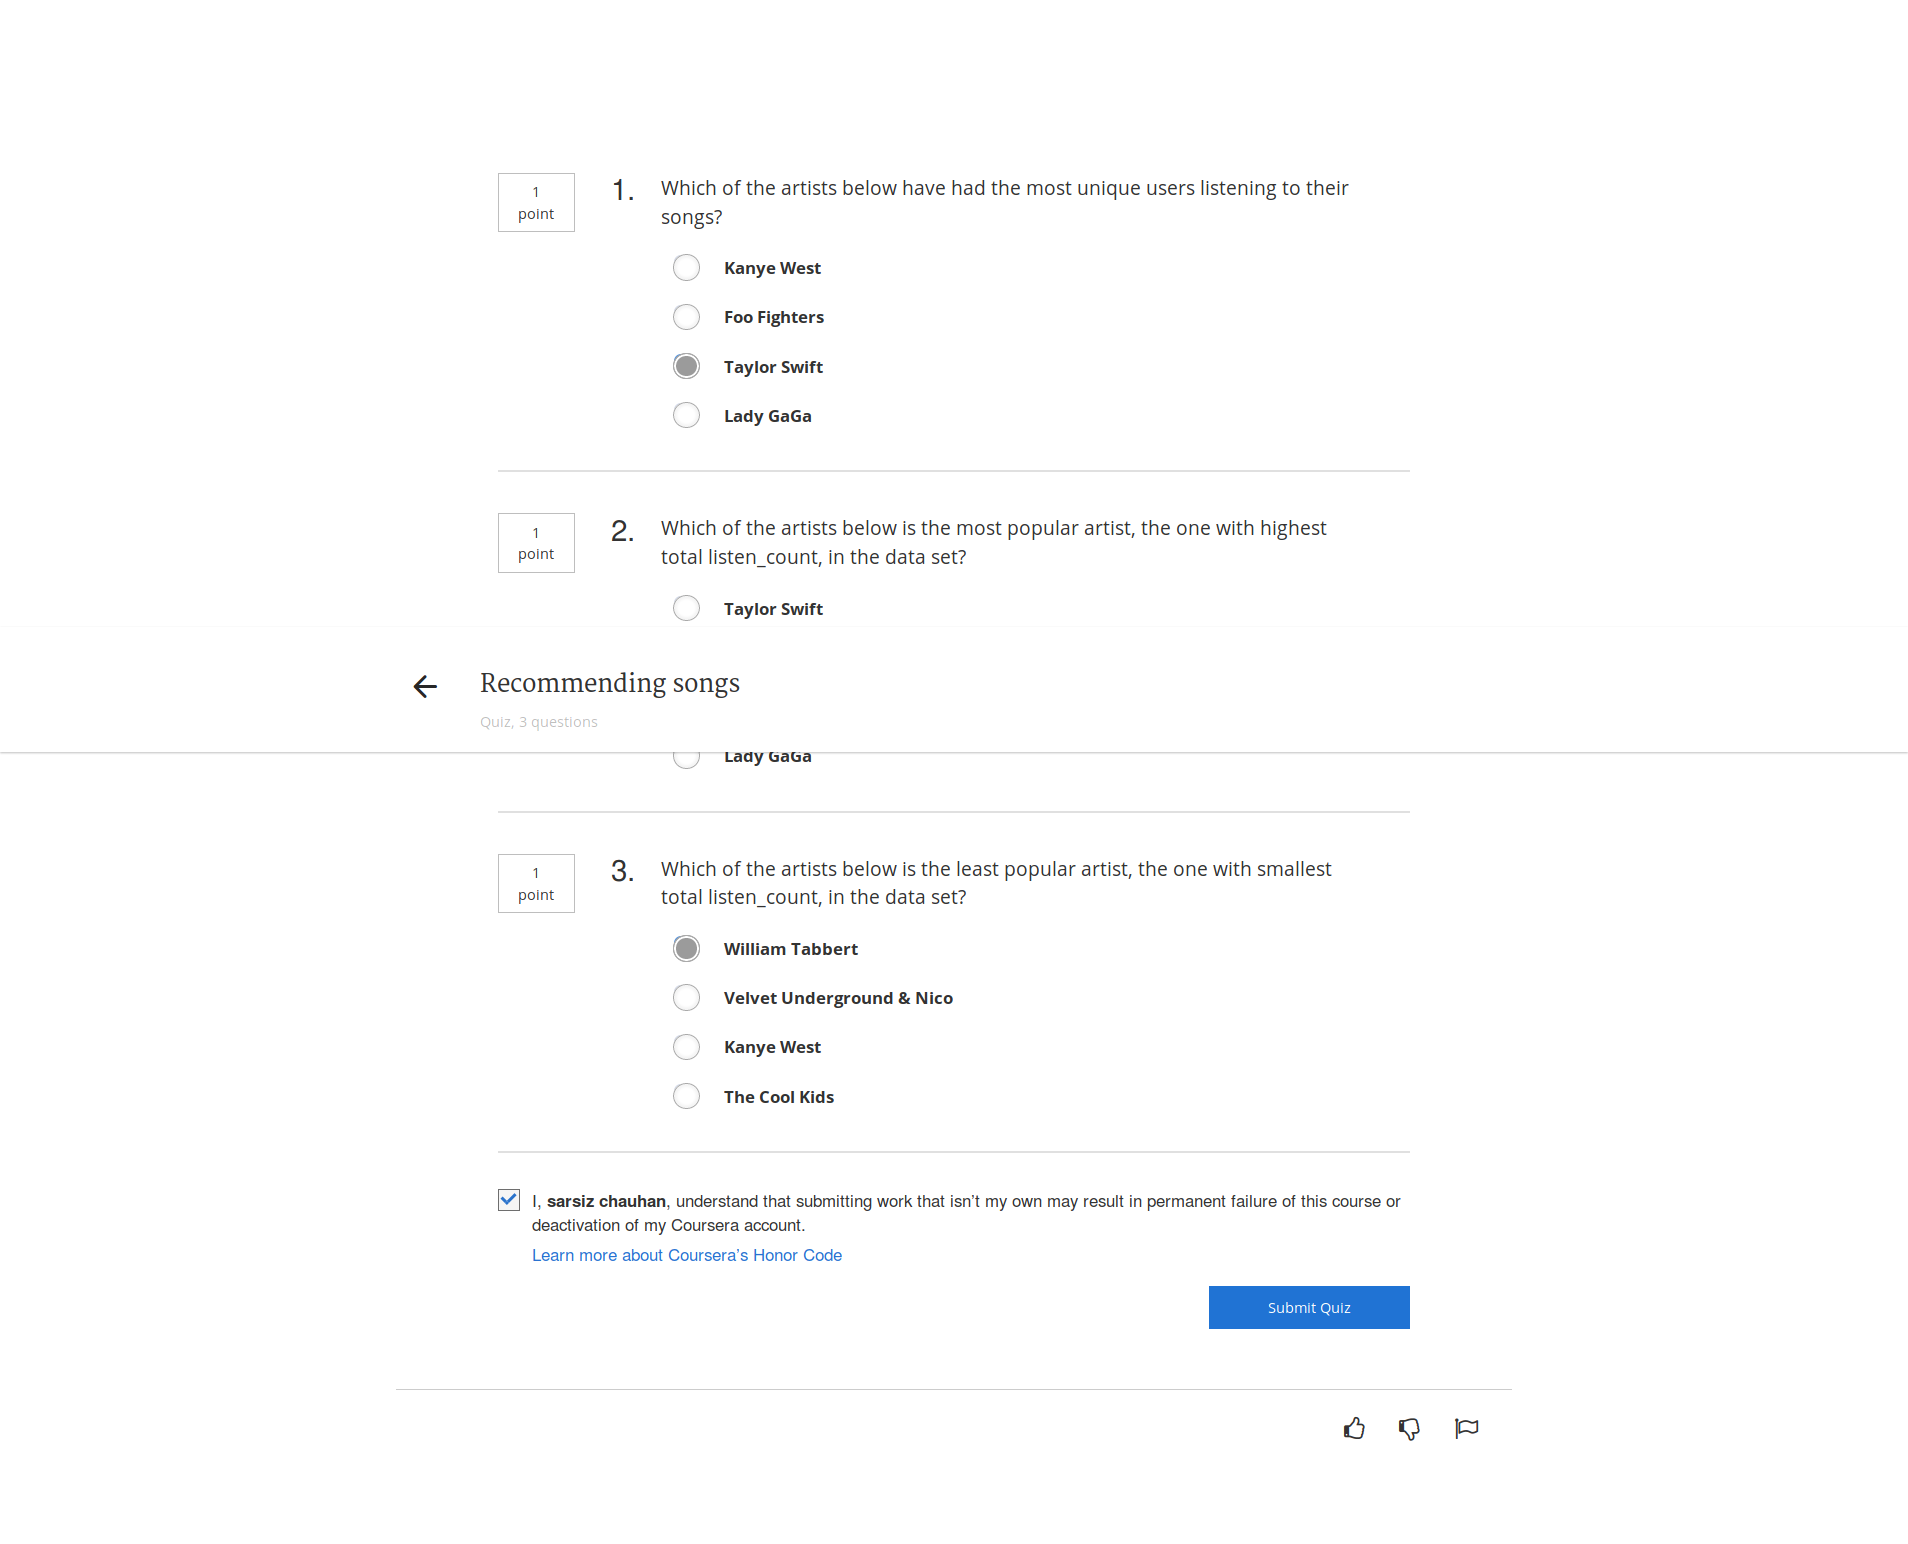 1
point
1.
Which of the artists below have had the most unique users listening to their
songs?
Kanye West
Foo Fighters
Taylor Swift
Lady GaGa
1
point
2.
Which of the artists below is the most popular artist, the one with highest
total listen_count, in the data set?
Taylor Swift
Recommending songs
Quiz, 3 questions
Lady GaGa
1
point
3.
Which of the artists below is the least popular artist, the one with smallest
total listen_count, in the data set?
William Tabbert
Velvet Underground & Nico
Kanye West
The Cool Kids
I, sarsiz chauhan, understand that submitting work that isn't my own may result in permanent failure of this course or
deactivation of my Coursera account.
Learn more about Coursera's Honor Code
Submit Quiz